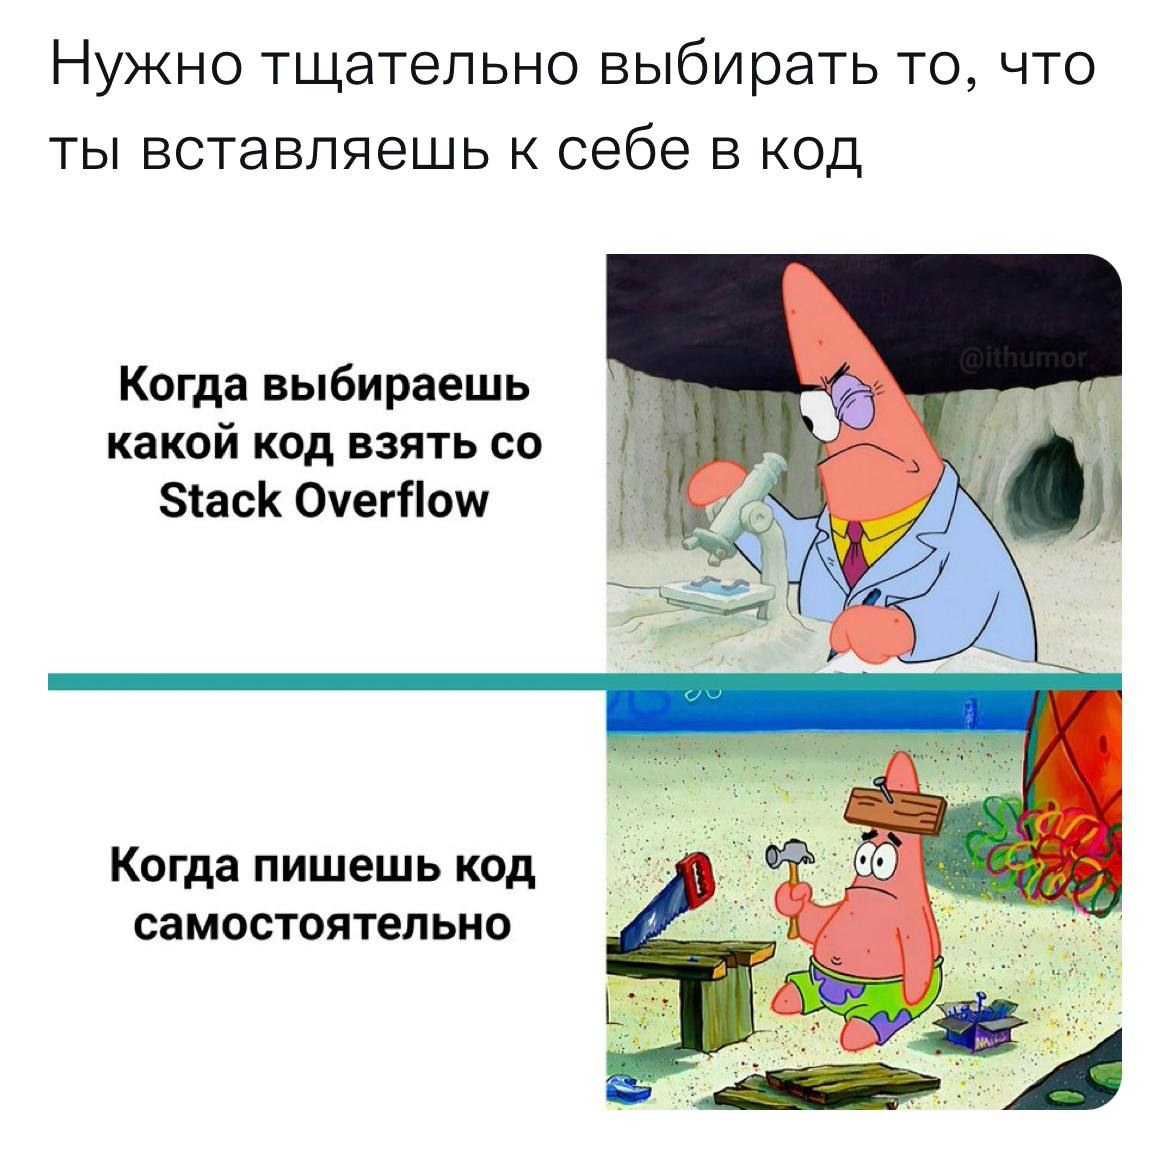 Нужно тщательно выбирать то, что
ты вставляешь к себе в код
Когда выбираешь
какой код взять со
Stack Overflow
@ithumor
Когда пишешь код
самостоятельно
NAILS